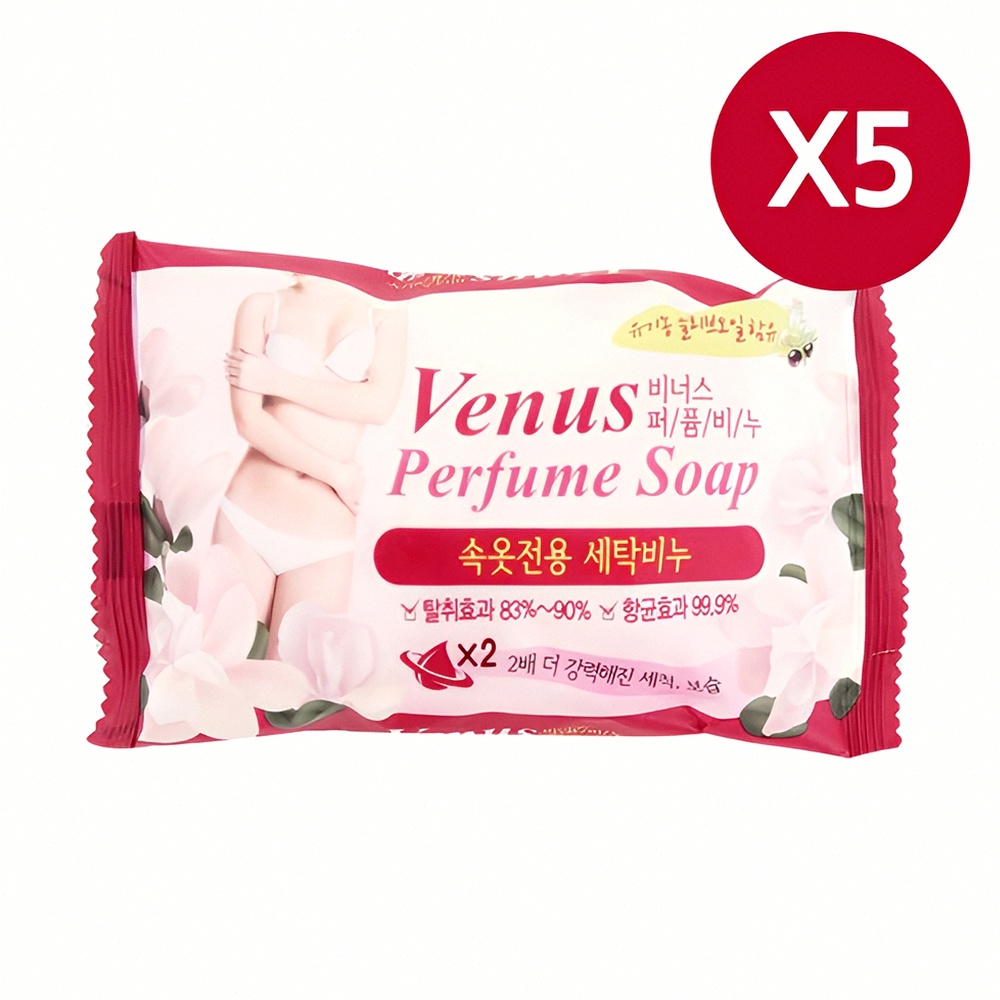 X5
유기농 올리브오일 함유
Venus 비너스
퍼/퓸/비/누
Perfume Soap
속옷전용 세탁비누
탈취효과 83%~90% 항균효과 99.9%
X2 2배 더 강력해진 세척,
Venus